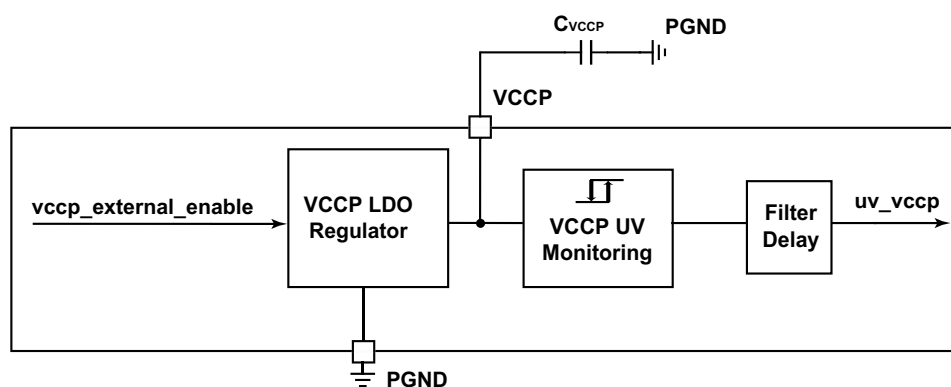 CVCCP
PGND
VCCP
vccp_external_enable
VCCP LDO
Regulator
VCCP UV
Monitoring
Filter
Delay
uv_vccp
PGND